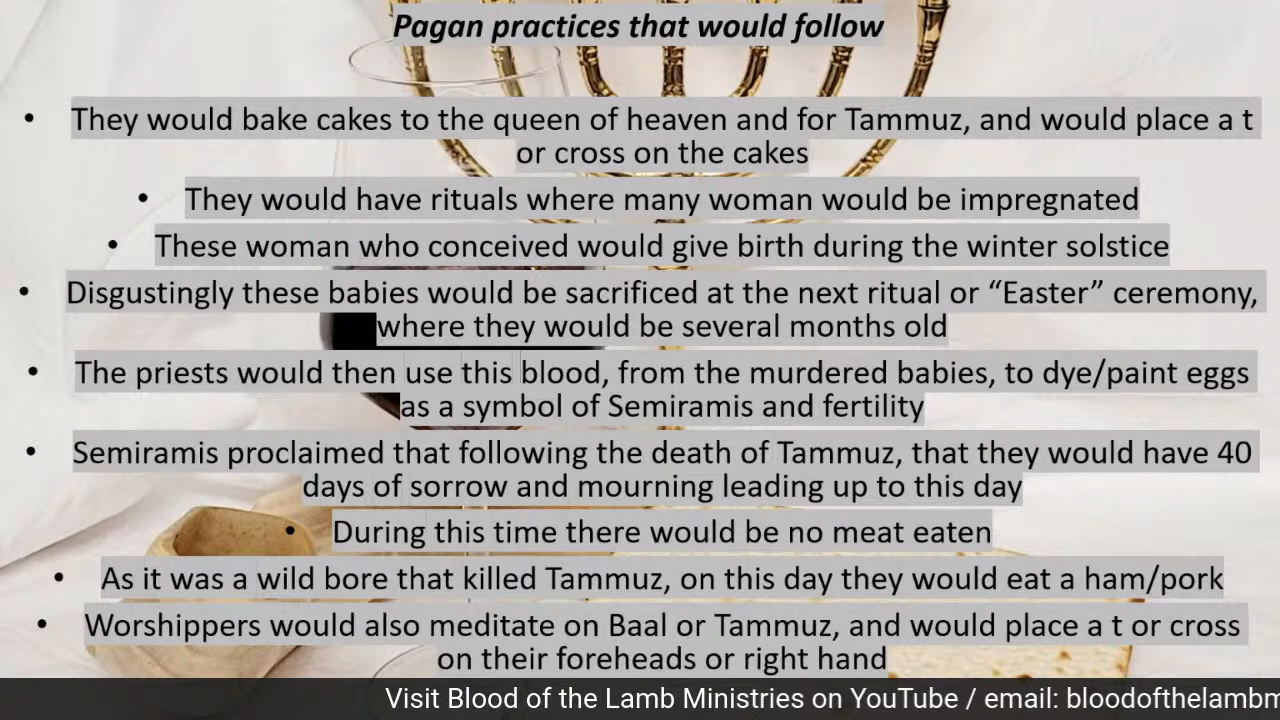 Pagan practices that would follow
• They would bake cakes to the queen of heaven and for Tammuz, and would place a t
or cross on the cakes
• They would have rituals where many woman would be impregnated
• These woman who conceived would give birth during the winter solstice
• Disgustingly these babies would be sacrificed at the next ritual or “Easter” ceremony,
where they would be several months old
• The priests would then use this blood, from the murdered babies, to dye/paint eggs
as a symbol of Semiramis and fertility
• Semiramis proclaimed that following the death of Tammuz, that they would have 40
days of sorrow and mourning leading up to this day
• During this time there would be no meat eaten
• As it was a wild bore that killed Tammuz, on this day they would eat a ham/pork
• Worshippers would also meditate on Baal or Tammuz, and would place a t or cross
on their foreheads or right hand
Visit Blood of the Lamb Ministries on YouTube / email: bloodofthelambm